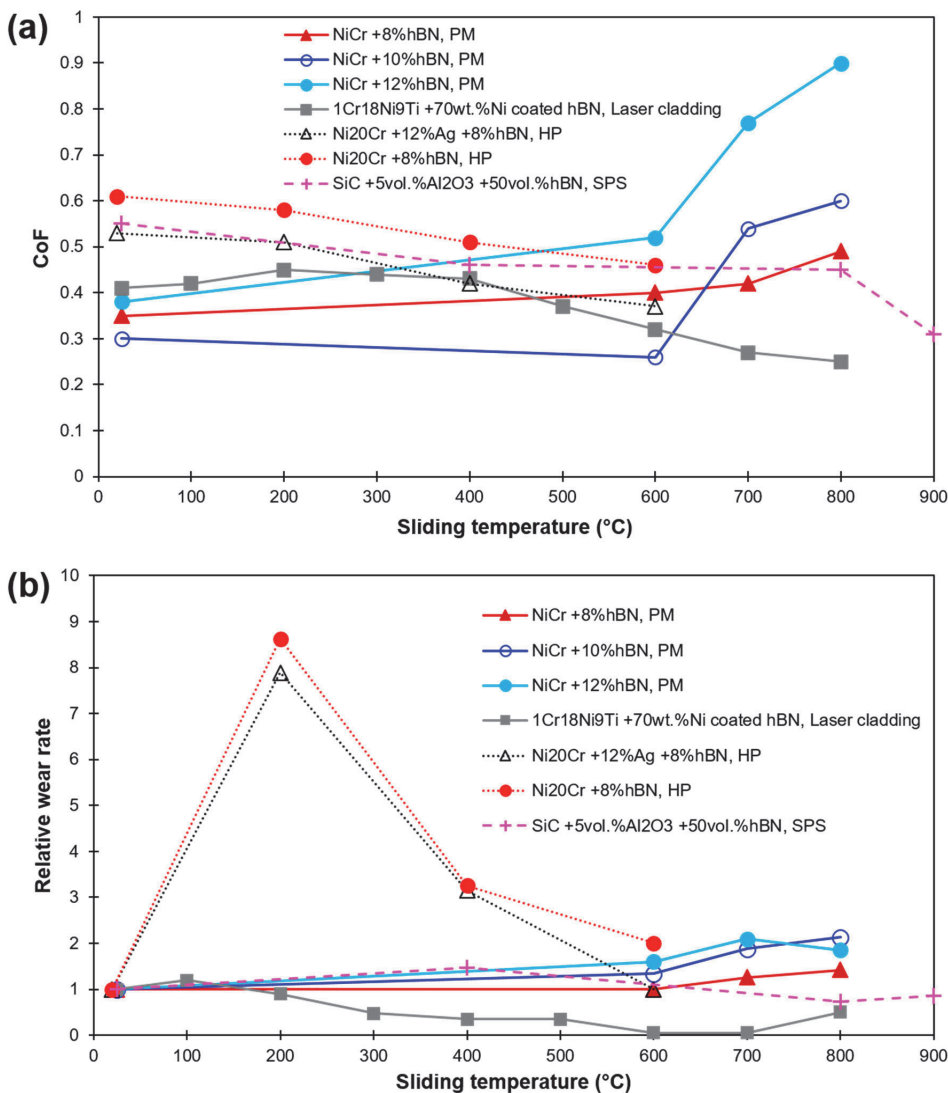 (a)
1
0.9
0.8
0.7
0.6
0.5
0.4
0.3
0.2
0.1
0
CoF
NiCr +8%hBN, PM
NiCr +10%hBN, PM
NiCr +12%hBN, PM
1Cr18Ni9Ti +70wt.%Ni coated hBN, Laser cladding
Ni20Cr +12%Ag +8%hBN, HP
Ni20Cr +8%hBN, HP
SiC +5vol.%Al2O3 +50vol.%hBN, SPS
0 100 200 300 400 500 600 700 800 900
Sliding temperature (°C)
(b)
10
9
8
7
6
5
4
3
2
1
0
Relative wear rate
NiCr +8%hBN, PM
NiCr +10%hBN, PM
NiCr +12%hBN, PM
1Cr18Ni9Ti +70wt.%Ni coated hBN, Laser cladding
Ni20Cr +12%Ag +8%hBN, HP
Ni20Cr +8%hBN, HP
SiC +5vol.%Al2O3 +50vol.%hBN, SPS
0 100 200 300 400 500 600 700 800 900
Sliding temperature (°C)